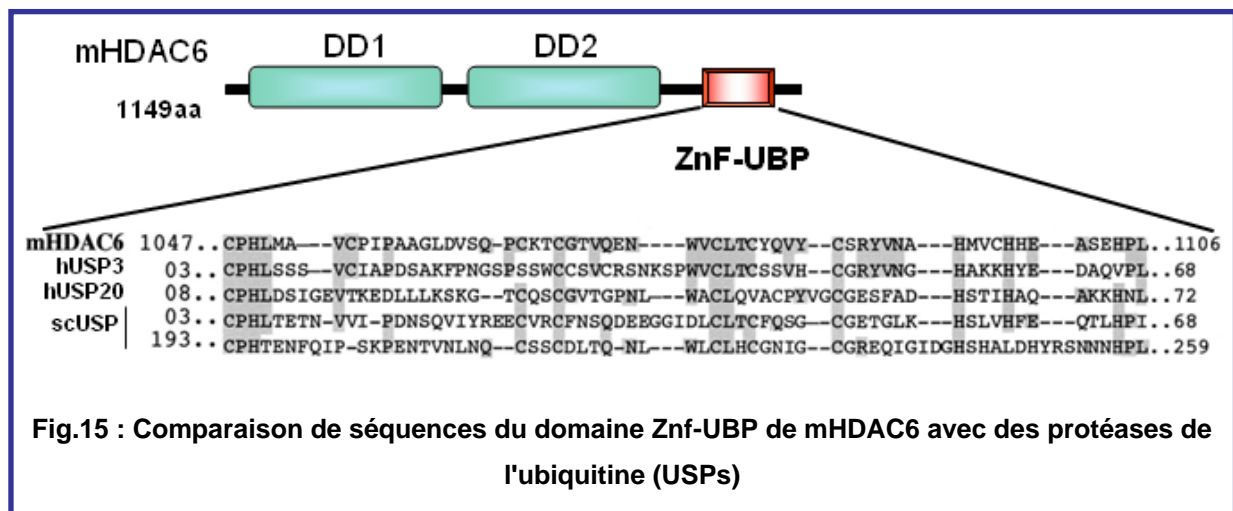 mHDAC6 DD1 DD2
1149aa
ZnF-UBP
mHDAC6 1047..CPHLMA--VCPIPAAGLDVSQ-PCKTCGTVQEN----WVCLTCYQVY--CSRYVNA---HMVCHHE---ASEHPL..1106
hUSP3 03..CPHLSSS--VCIAPDSAKFPNGSPSSWCCSVCRSNKSPWVCLTCSSVH--CGRYVNG---HAKKHYE---DAQVPL..68
hUSP20 08..CPHLDSIGEVTKEDLLLKSKG--TCQSCGVTGPNL--WACLQVACPYVGCGESFAD---HSTIHAQ---AKKHNL..72
scUSP 03..CPHLTETN-VVI-PDNSQVIYREECVRCFNSQDEEGGIDLCLTCFQSG--CGETGLK---HSLVHFE---QTLHPI..68
193..CPHTENFQIP-SKPENTVNLNQ--CSSCDLTQ-NL---WLCLHCGNIG--CGREQIGIDGHSHALDHYRSNNNHPL..259
Fig.15 : Comparaison de séquences du domaine Znf-UBP de mHDAC6 avec des protéases de
l'ubiquitine (USPs)